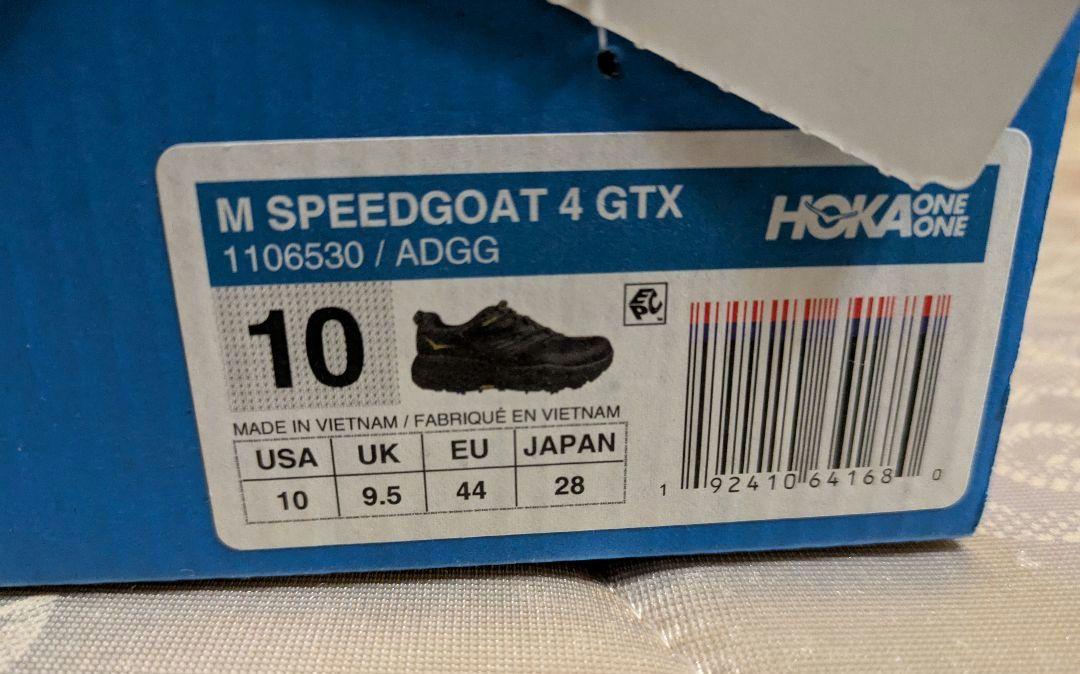 M SPEEDGOAT 4 GTX
1106530 / ADGG
HOKA ONE
ONE
10
EPC
MADE IN VIETNAM / FABRIQUÉ EN VIETNAM
USA UK EU JAPAN
10 9.5 44 28
1 92410 64168 0